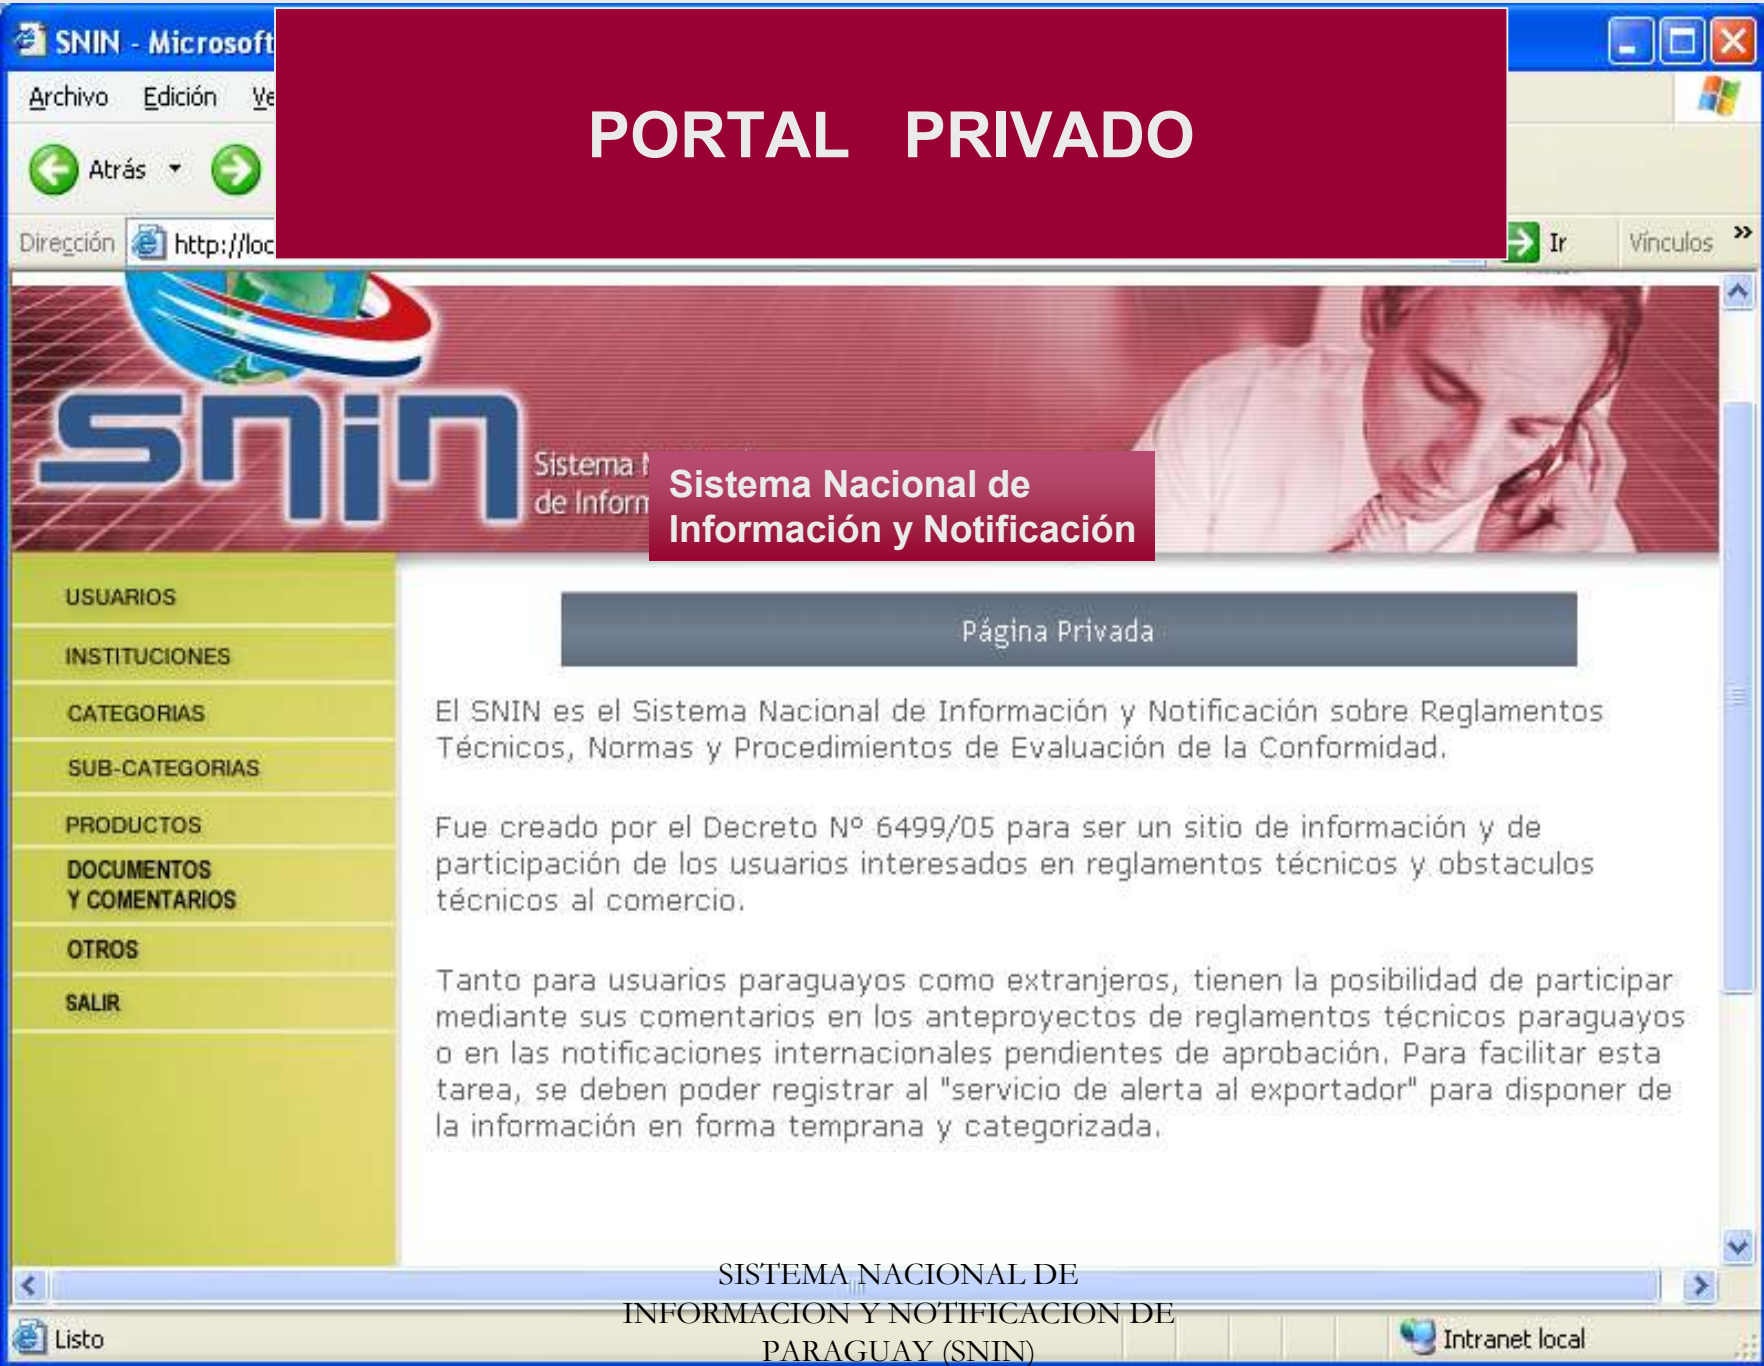 SNIN - Microsoft
PORTAL PRIVADO
Archivo Edición Ve
Atrás
Dirección http://loc
Ir Vínculos »
snin
Sistema
de Inform
Sistema Nacional de
Información y Notificación
USUARIOS
INSTITUCIONES
CATEGORIAS
SUB-CATEGORIAS
PRODUCTOS
DOCUMENTOS
Y COMENTARIOS
OTROS
SALIR
Página Privada
El SNIN es el Sistema Nacional de Información y Notificación sobre Reglamentos
Técnicos, Normas y Procedimientos de Evaluación de la Conformidad.
Fue creado por el Decreto Nº 6499/05 para ser un sitio de información y de
participación de los usuarios interesados en reglamentos técnicos y obstaculos
técnicos al comercio.
Tanto para usuarios paraguayos como extranjeros, tienen la posibilidad de participar
mediante sus comentarios en los anteproyectos de reglamentos técnicos paraguayos
o en las notificaciones internacionales pendientes de aprobación. Para facilitar esta
tarea, se deben poder registrar al "servicio de alerta al exportador" para disponer de
la información en forma temprana y categorizada.
SISTEMA NACIONAL DE
INFORMACION Y NOTIFICACION DE
PARAGUAY (SNIN)
Listo
Intranet local